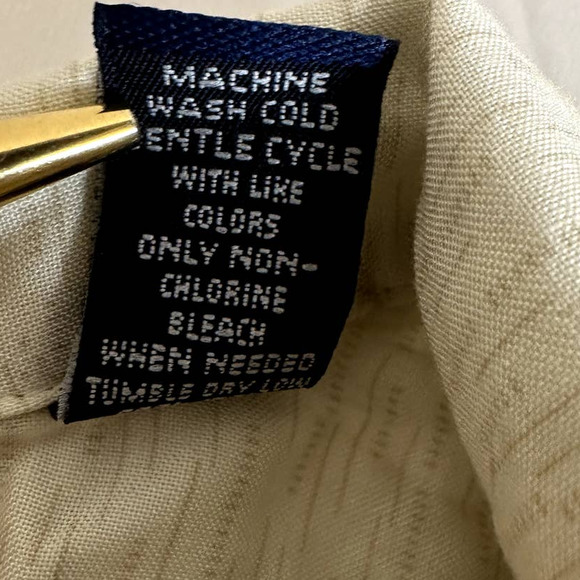 MACHINE
WASH COLD
ENTLE CYCLE
WITH LIKE
COLORS
ONLY NON-
CHLORINE
BLEACH
WHEN NEEDED
TUMBLE DRY LOW